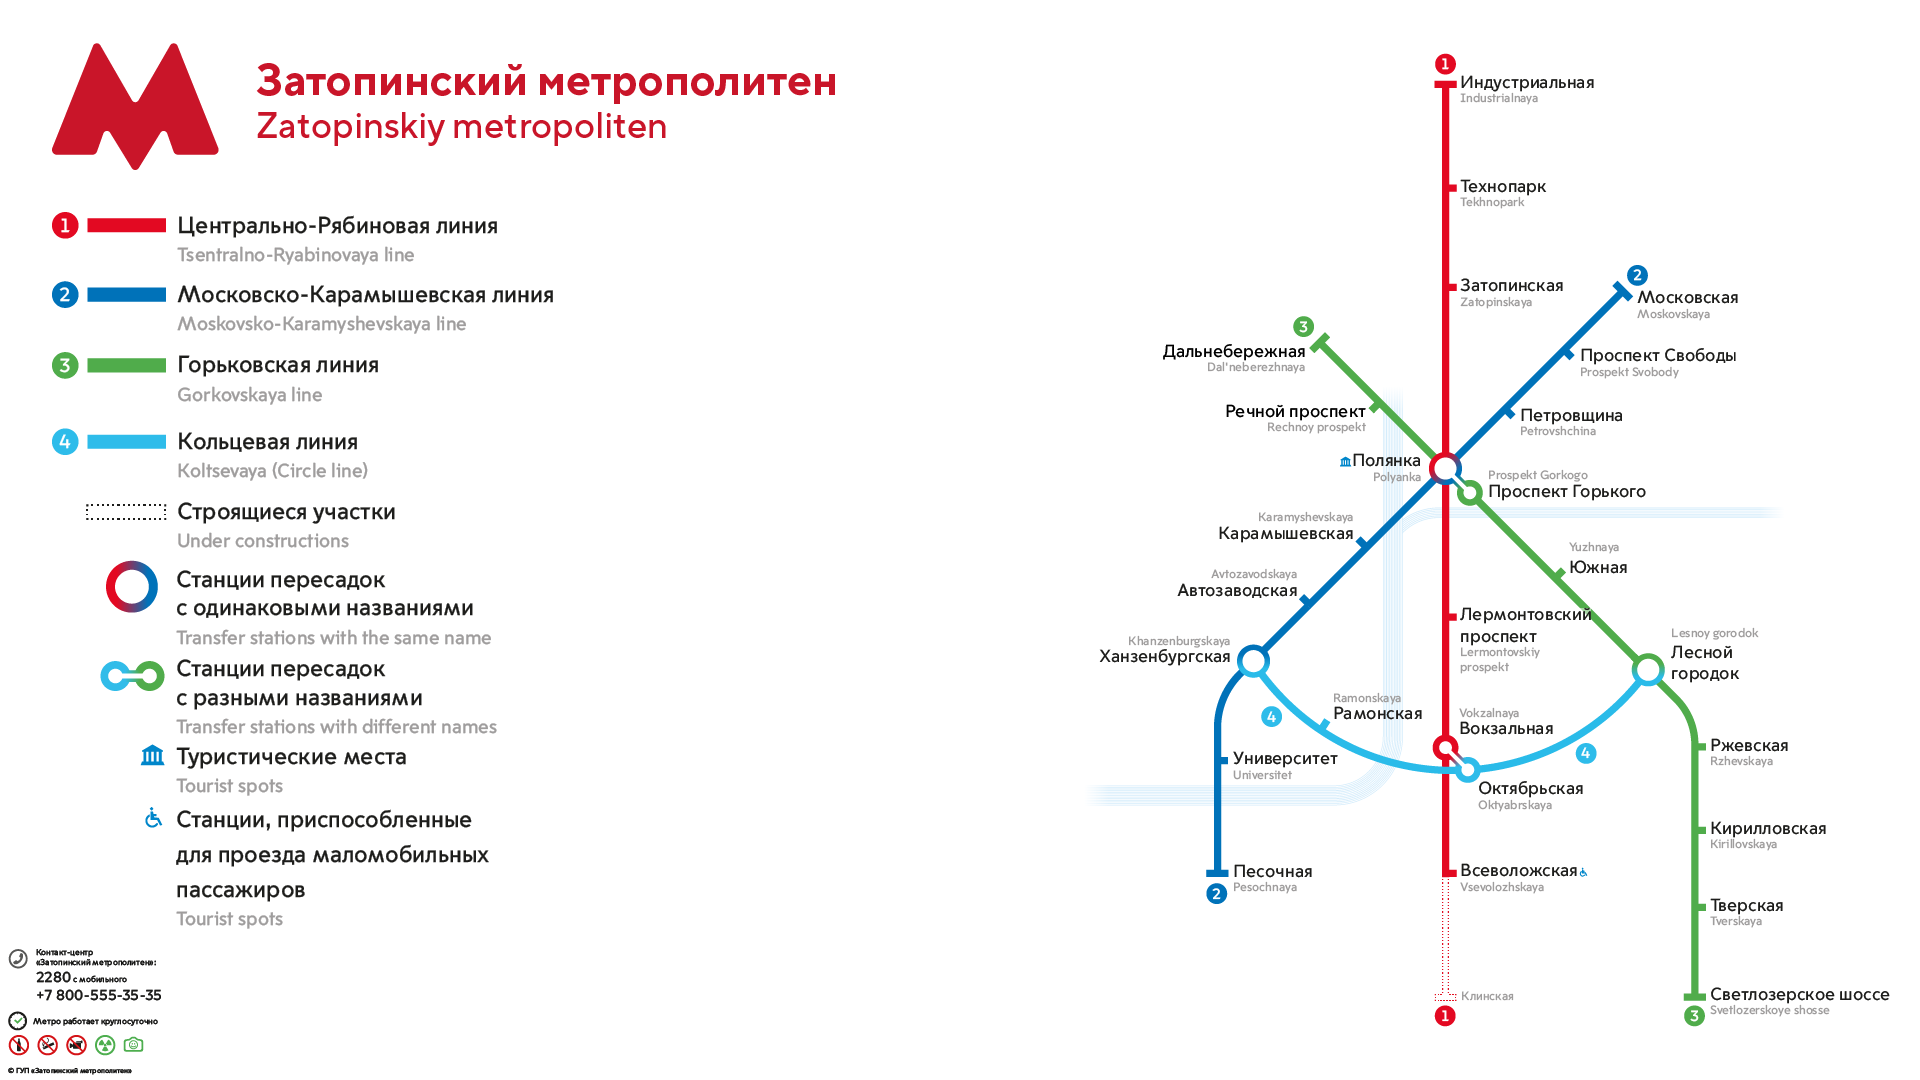 Затопинский метрополитен
Zatopinskiy metropoliten
1 Центрально-Рябиновая линия
Tsentralno-Ryabinovaya line
2 Московско-Карамышевская линия
Moskovsko-Karamyshevskaya line
3 Горьковская линия
Gorkovskaya line
4 Кольцевая линия
Koltsevaya (Circle line)
Строящиеся участки
Under constructions
Станции пересадок
с одинаковыми названиями
Transfer stations with the same name
Станции пересадок
с разными названиями
Transfer stations with different names
Туристические места
Tourist spots
Станции, приспособленные
для проезда маломобильных
пассажиров
Tourist spots
Контакт-центр
«Затопинский метрополитен»:
2280 с мобильного
+7 800-555-35-35
Метро работает круглосуточно
© ГУП «Затопинский метрополитен»
1
Индустриальная
Industrialnaya
Технопарк
Tekhnopark
Затопинская
Zatopinskaya
2
Московская
Moskovskaya
3
Дальнебережная
Dal'neberezhnaya
Проспект Свободы
Prospekt Svobody
Речной проспект
Rechnoy prospekt
Петровщина
Petrovshchina
Полянка
Polyanka
Prospekt Gorkogo
Проспект Горького
Karamyshevskaya
Карамышевская
Yuzhnaya
Южная
Avtozavodskaya
Автозаводская
Лермонтовский
проспект
Lermontovskiy
prospekt
Khanzenburgskaya
Ханзенбургская
Lesnoy gorodok
Лесной
городок
4
Ramonskaya
Рамонская
Vokzalnaya
Вокзальная
4
Ржевская
Rzhevskaya
Университет
Universitet
Октябрьская
Oktyabrskaya
Кирилловская
Kirillovskaya
Песочная
Pesochnaya
2
Всеволожская
Vsevolozhskaya
Тверская
Tverskaya
Клинская
1
Светлозерское шоссе
Svetlozerskoye shosse
3